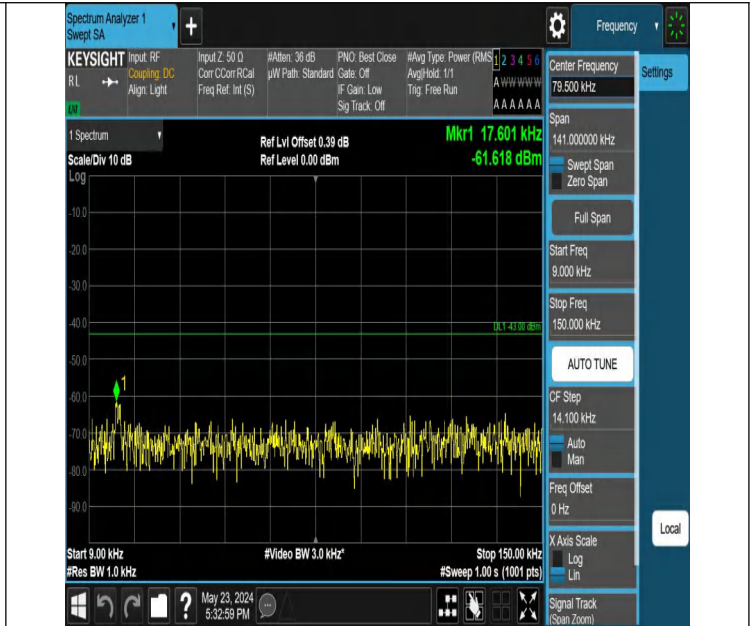 Spectrum Analyzer 1
Swept SA
Frequency
KEYSIGHT
RL
Input: RF
Coupling: DC
Align: Light
Input Z: 50 Ω
Corr CCorr RCal
Freq Ref: Int (S)
#Atten: 36 dB
µW Path: Standard
PNO: Best Close
Gate: Off
IF Gain: Low
Sig Track: Off
#Avg Type: Power (RMS
Avg|Hold: 1/1
Trig: Free Run
1 2 3 4 5 6
A W W W W W
A A A A A A
1 Spectrum
Scale/Div 10 dB
Log
Ref Lvl Offset 0.39 dB
Ref Level 0.00 dBm
Mkr1 17.601 kHz
-61.618 dBm
-10.0
-20.0
-30.0
-40.0
DL1 -43.00 dBm
-50.0
1
-60.0
-70.0
-80.0
-90.0
Start 9.00 kHz
#Res BW 1.0 kHz
#Video BW 3.0 kHz*
Stop 150.00 kHz
#Sweep 1.00 s (1001 pts)
?
May 23, 2024
5:32:59 PM
Center Frequency
79.500 kHz
Settings
Span
141.000000 kHz
Swept Span
Zero Span
Full Span
Start Freq
9.000 kHz
Stop Freq
150.000 kHz
AUTO TUNE
CF Step
14.100 kHz
Auto
Man
Freq Offset
0 Hz
X Axis Scale
Log
Lin
Local
Signal Track
(Span Zoom)